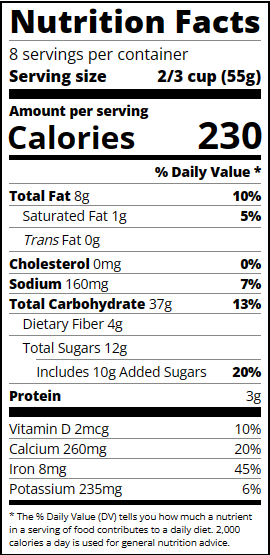 Nutrition Facts
8 servings per container
Serving size 2/3 cup (55g)
Amount per serving
Calories 230
% Daily Value *
Total Fat 8g 10%
Saturated Fat 1g 5%
Trans Fat 0g
Cholesterol 0mg 0%
Sodium 160mg 7%
Total Carbohydrate 37g 13%
Dietary Fiber 4g
Total Sugars 12g
Includes 10g Added Sugars 20%
Protein 3g
Vitamin D 2mcg 10%
Calcium 260mg 20%
Iron 8mg 45%
Potassium 235mg 6%
* The % Daily Value (DV) tells you how much a nutrient
in a serving of food contributes to a daily diet. 2,000
calories a day is used for general nutrition advice.